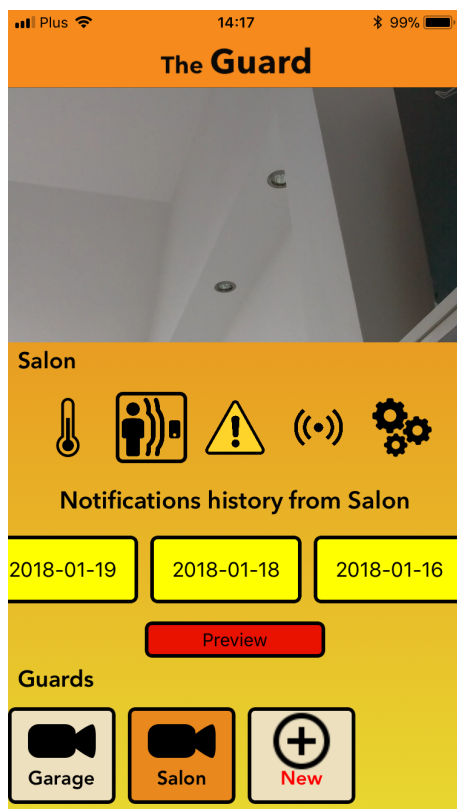 Plus 14:17 99%
The Guard
Salon
Notifications history from Salon
2018-01-19 2018-01-18 2018-01-16
Preview
Guards
Garage Salon New